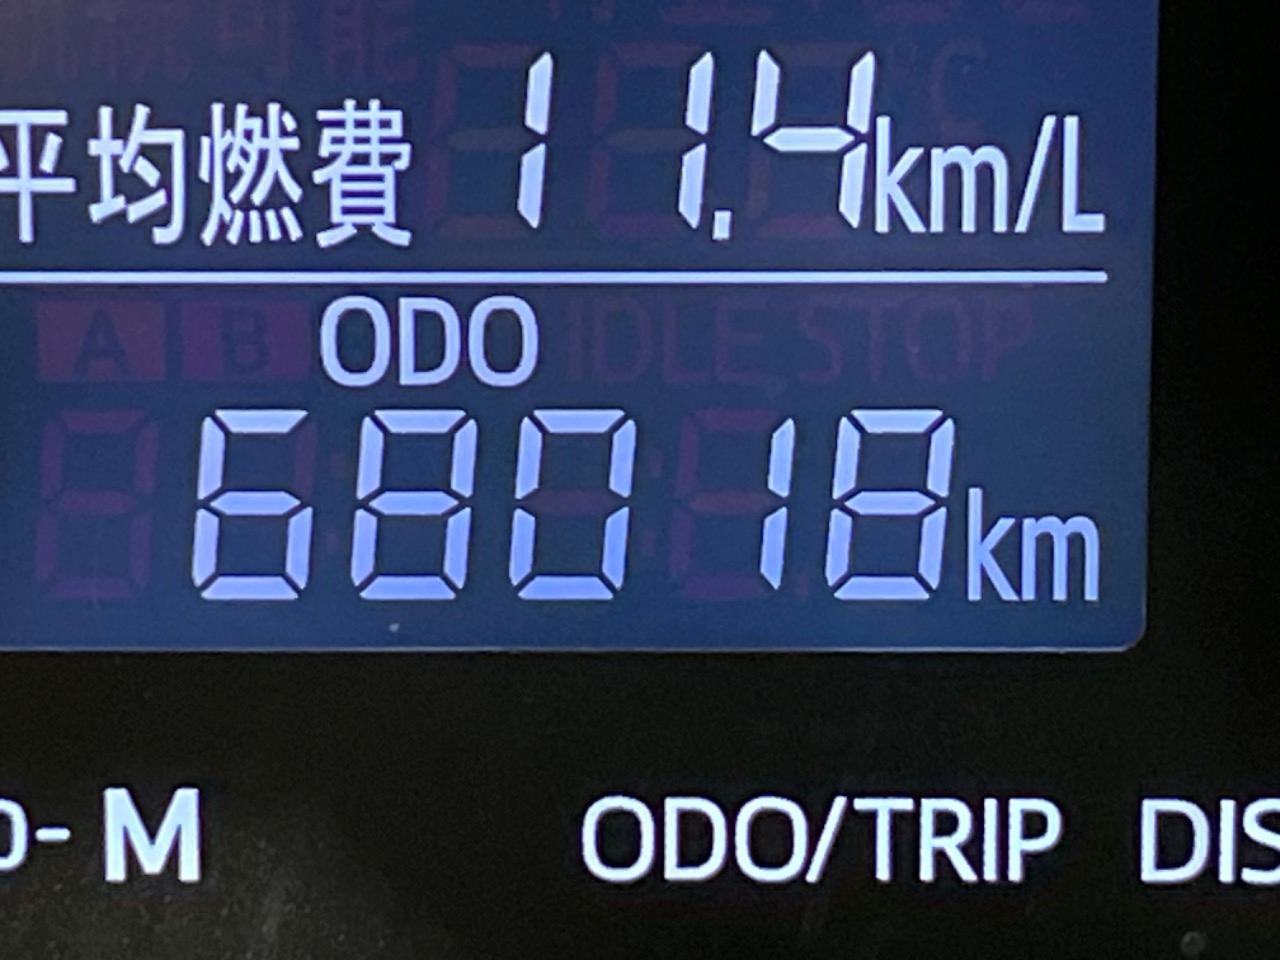 平均燃費 11.4km/L
ODO
68018km
M ODO/TRIP DIS